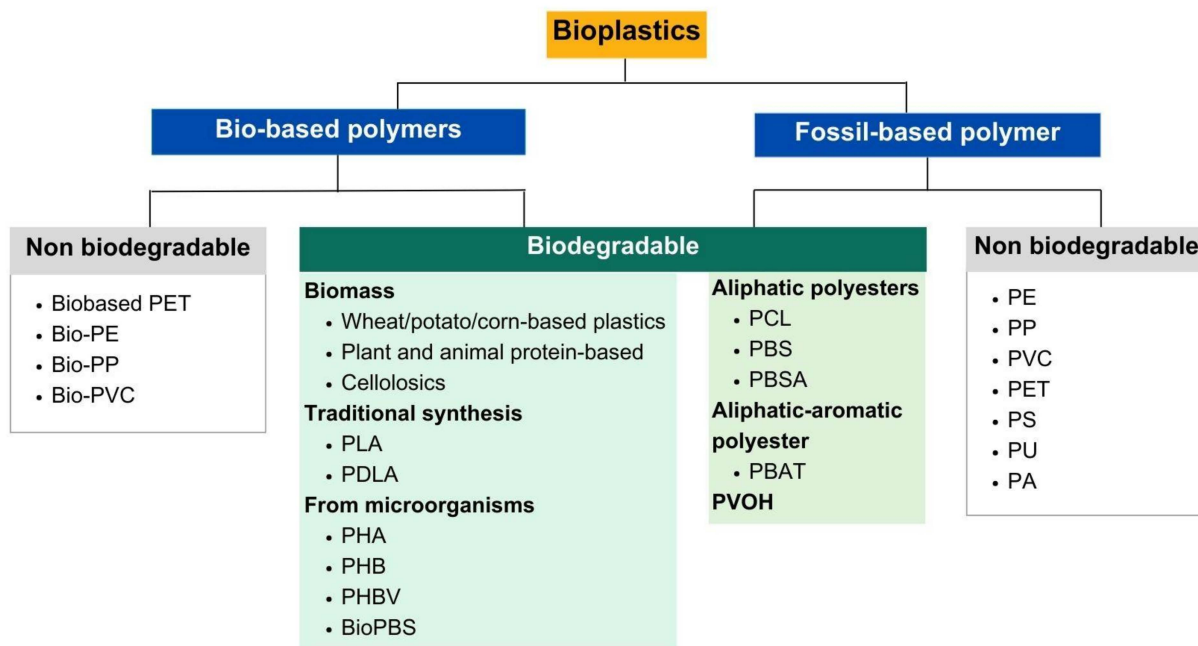 Bioplastics
Bio-based polymers
Fossil-based polymer
Non biodegradable
• Biobased PET
• Bio-PE
• Bio-PP
• Bio-PVC
Biodegradable
Biomass
• Wheat/potato/corn-based plastics
• Plant and animal protein-based
• Cellolosics
Traditional synthesis
• PLA
• PDLA
From microorganisms
• PHA
• PHB
• PHBV
• BioPBS
Aliphatic polyesters
• PCL
• PBS
• PBSA
Aliphatic-aromatic
polyester
• PBAT
PVOH
Non biodegradable
• PE
• PP
• PVC
• PET
• PS
• PU
• PA